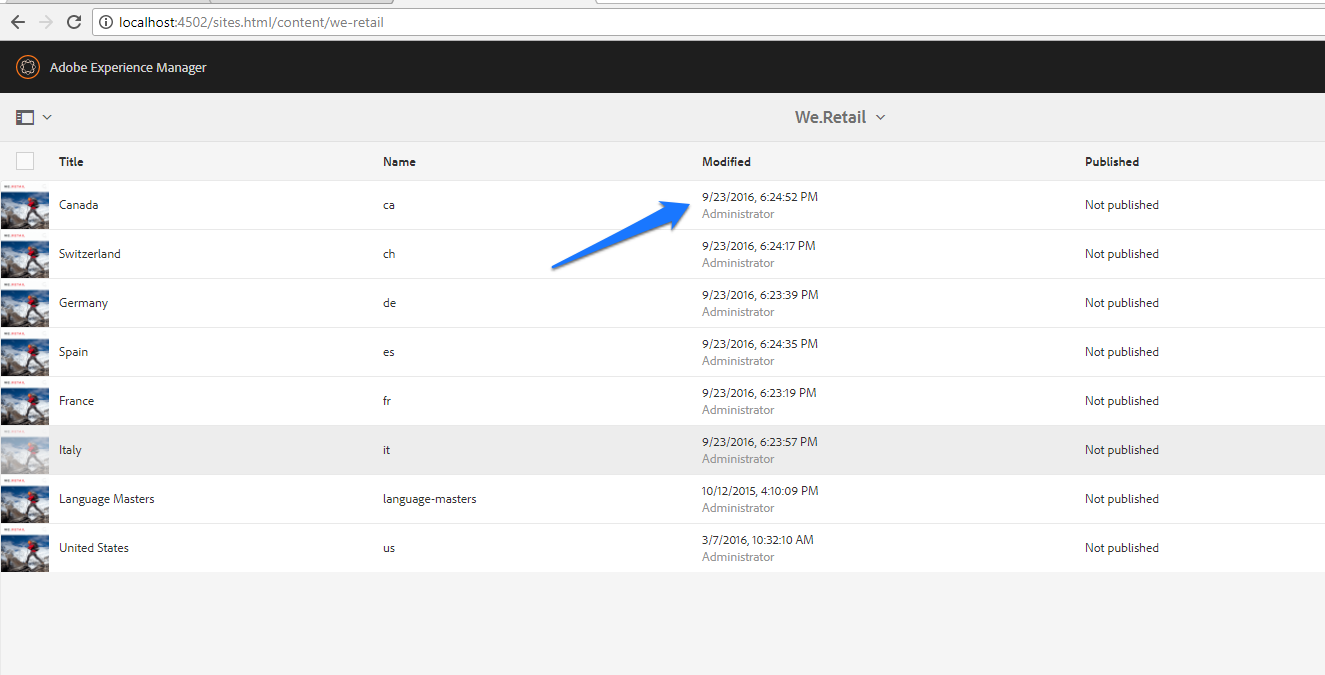 localhost:4502/sites.html/content/we-retail
Adobe Experience Manager
We.Retail
Title Name Modified Published
Canada ca 9/23/2016, 6:24:52 PM Not published
Administrator
Switzerland ch 9/23/2016, 6:24:17 PM Not published
Administrator
Germany de 9/23/2016, 6:23:39 PM Not published
Administrator
Spain es 9/23/2016, 6:24:35 PM Not published
Administrator
France fr 9/23/2016, 6:23:19 PM Not published
Administrator
Italy it 9/23/2016, 6:23:57 PM Not published
Administrator
Language Masters language-masters 10/12/2015, 4:10:09 PM Not published
Administrator
United States us 3/7/2016, 10:32:10 AM Not published
Administrator